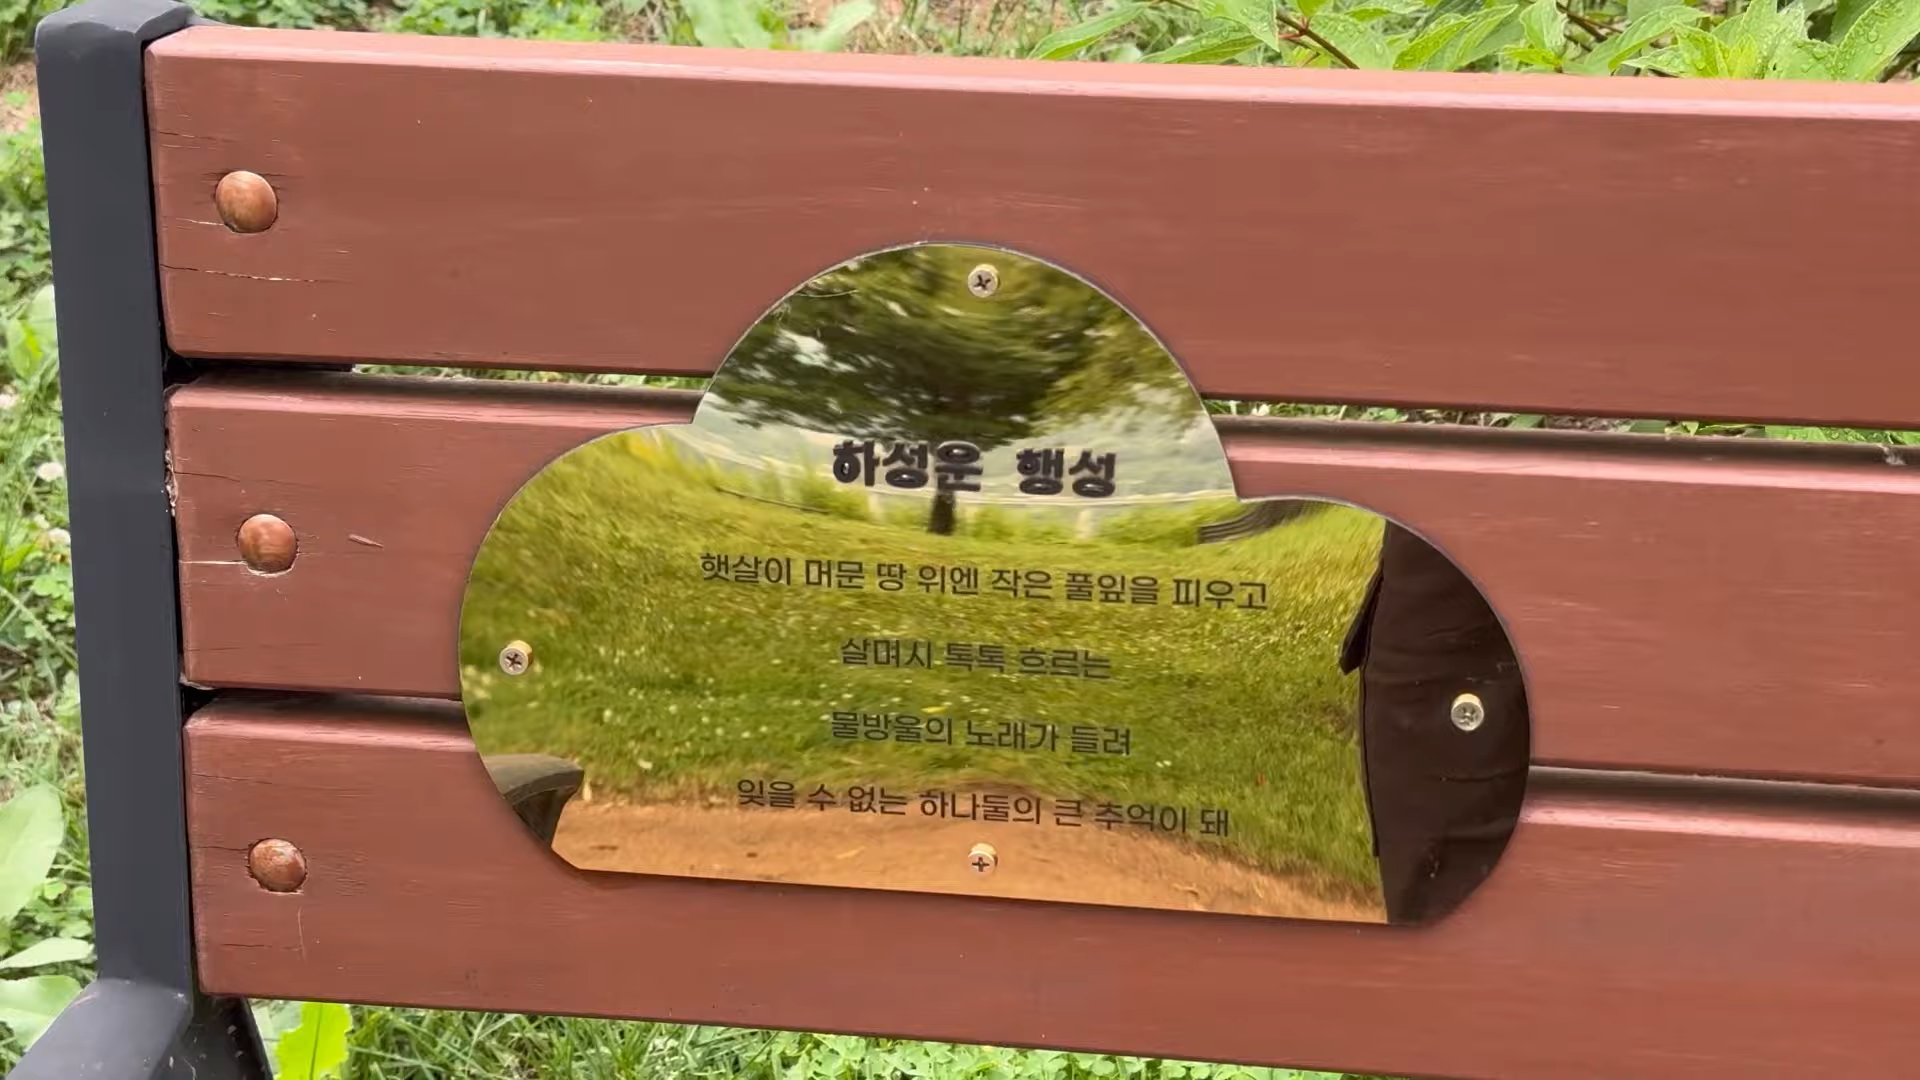 하성운 행성
햇살이 머문 땅 위엔 작은 풀잎을 피우고
살며시 톡톡 흐르는
물방울의 노래가 들려
잊을 수 없는 하나둘의 큰 추억이 돼